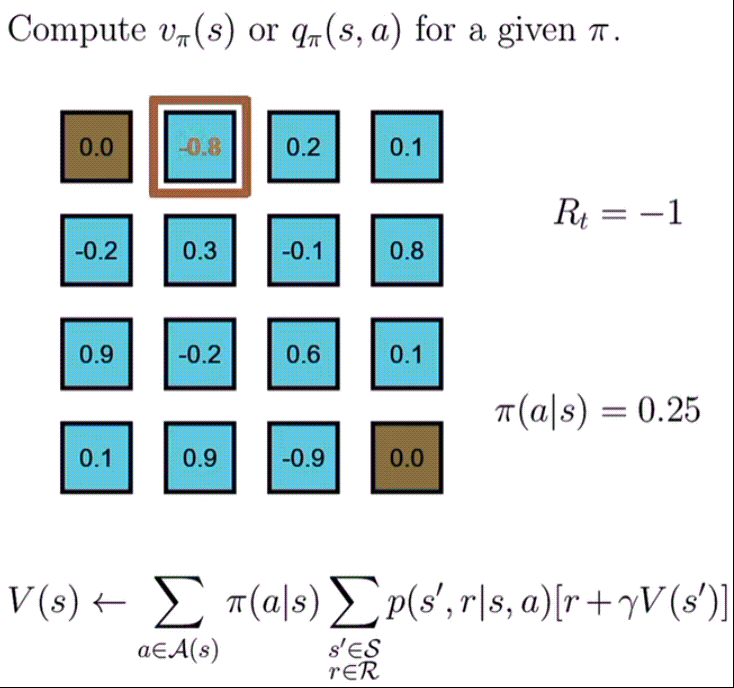 Compute vπ(s) or qπ(s, a) for a given π.
0.0 -0.8 0.2 0.1
Rₜ = −1
-0.2 0.3 -0.1 0.8
0.9 -0.2 0.6 0.1
π(a|s) = 0.25
0.1 0.9 -0.9 0.0
V(s) ← ∑ π(a|s) ∑ p(s′, r|s, a)[r + γV(s′)]
a∈𝒜(s) s′∈𝒮
r∈ℛ